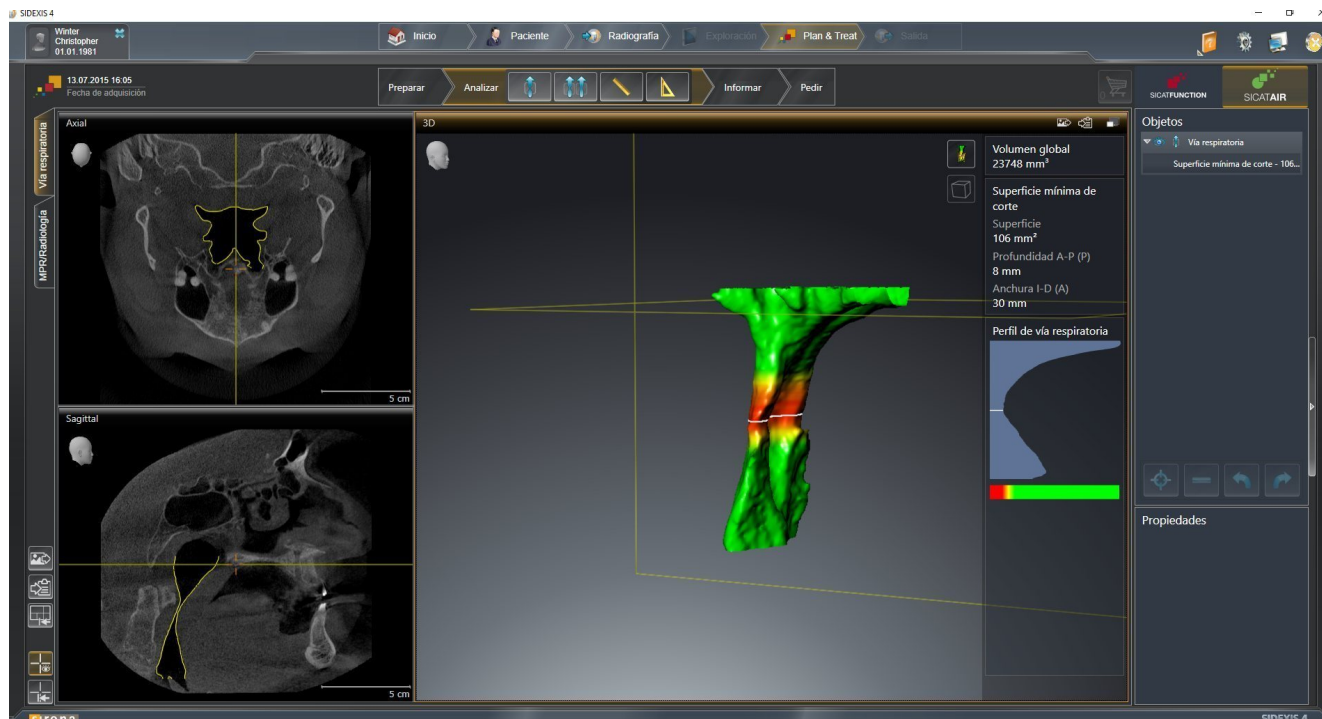 SIDEXIS 4
Winter
Christopher
01.01.1981
Inicio
Paciente
Radiografía
Exploración
Plan & Treat
Salida
13.07.2015 16:05
Fecha de adquisición
Preparar
Analizar
Informar
Pedir
SICATFUNCTION
SICATAIR
Vía respiratoria
MPR/Radiología
Axial
5 cm
Sagittal
5 cm
3D
Volumen global
23748 mm³
Superficie mínima de
corte
Superficie
106 mm²
Profundidad A-P (P)
8 mm
Anchura I-D (A)
30 mm
Perfil de vía respiratoria
Objetos
Vía respiratoria
Superficie mínima de corte - 106...
Propiedades
sirona
SIDEXIS 4